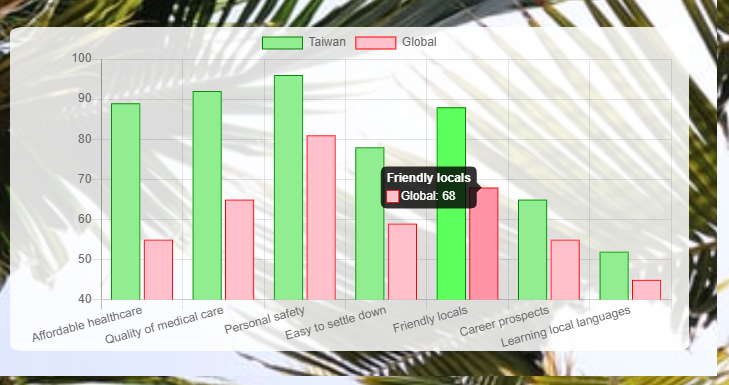 Taiwan Global
100
90
80
70
60
50
40
Friendly locals
Global: 68
Affordable healthcare
Quality of medical care
Personal safety
Easy to settle down
Friendly locals
Career prospects
Learning local languages